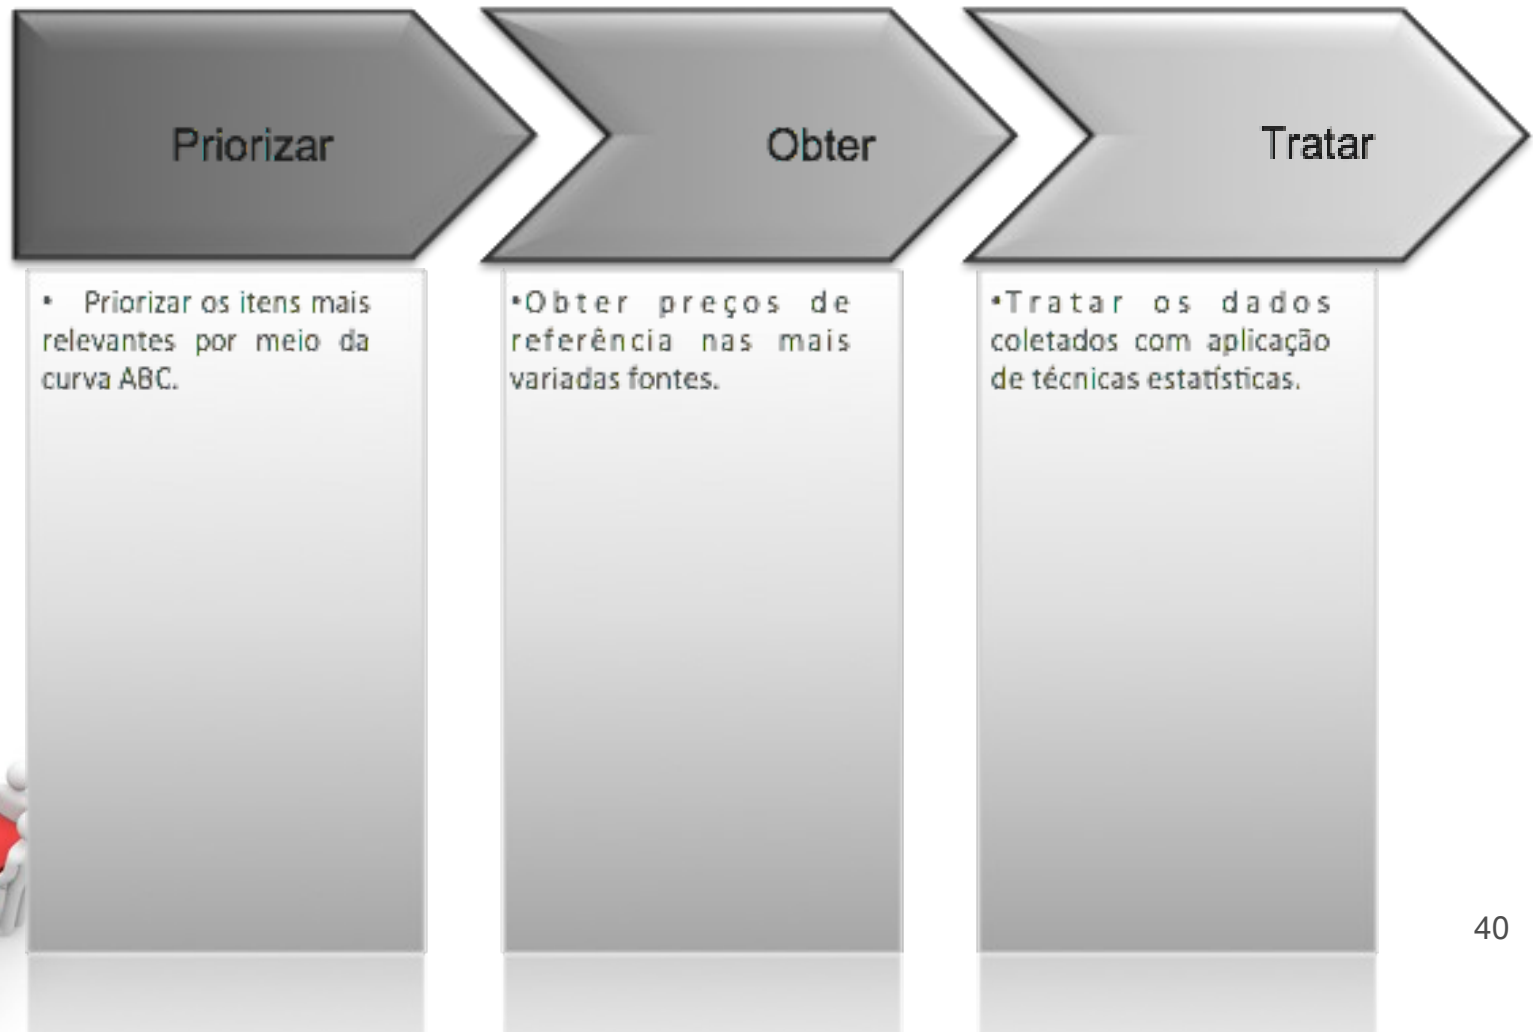 Priorizar
Obter
Tratar
• Priorizar os itens mais
relevantes por meio da
curva ABC.
•Obter preços de
referência nas mais
variadas fontes.
•Tratar os dados
coletados com aplicação
de técnicas estatísticas.
40